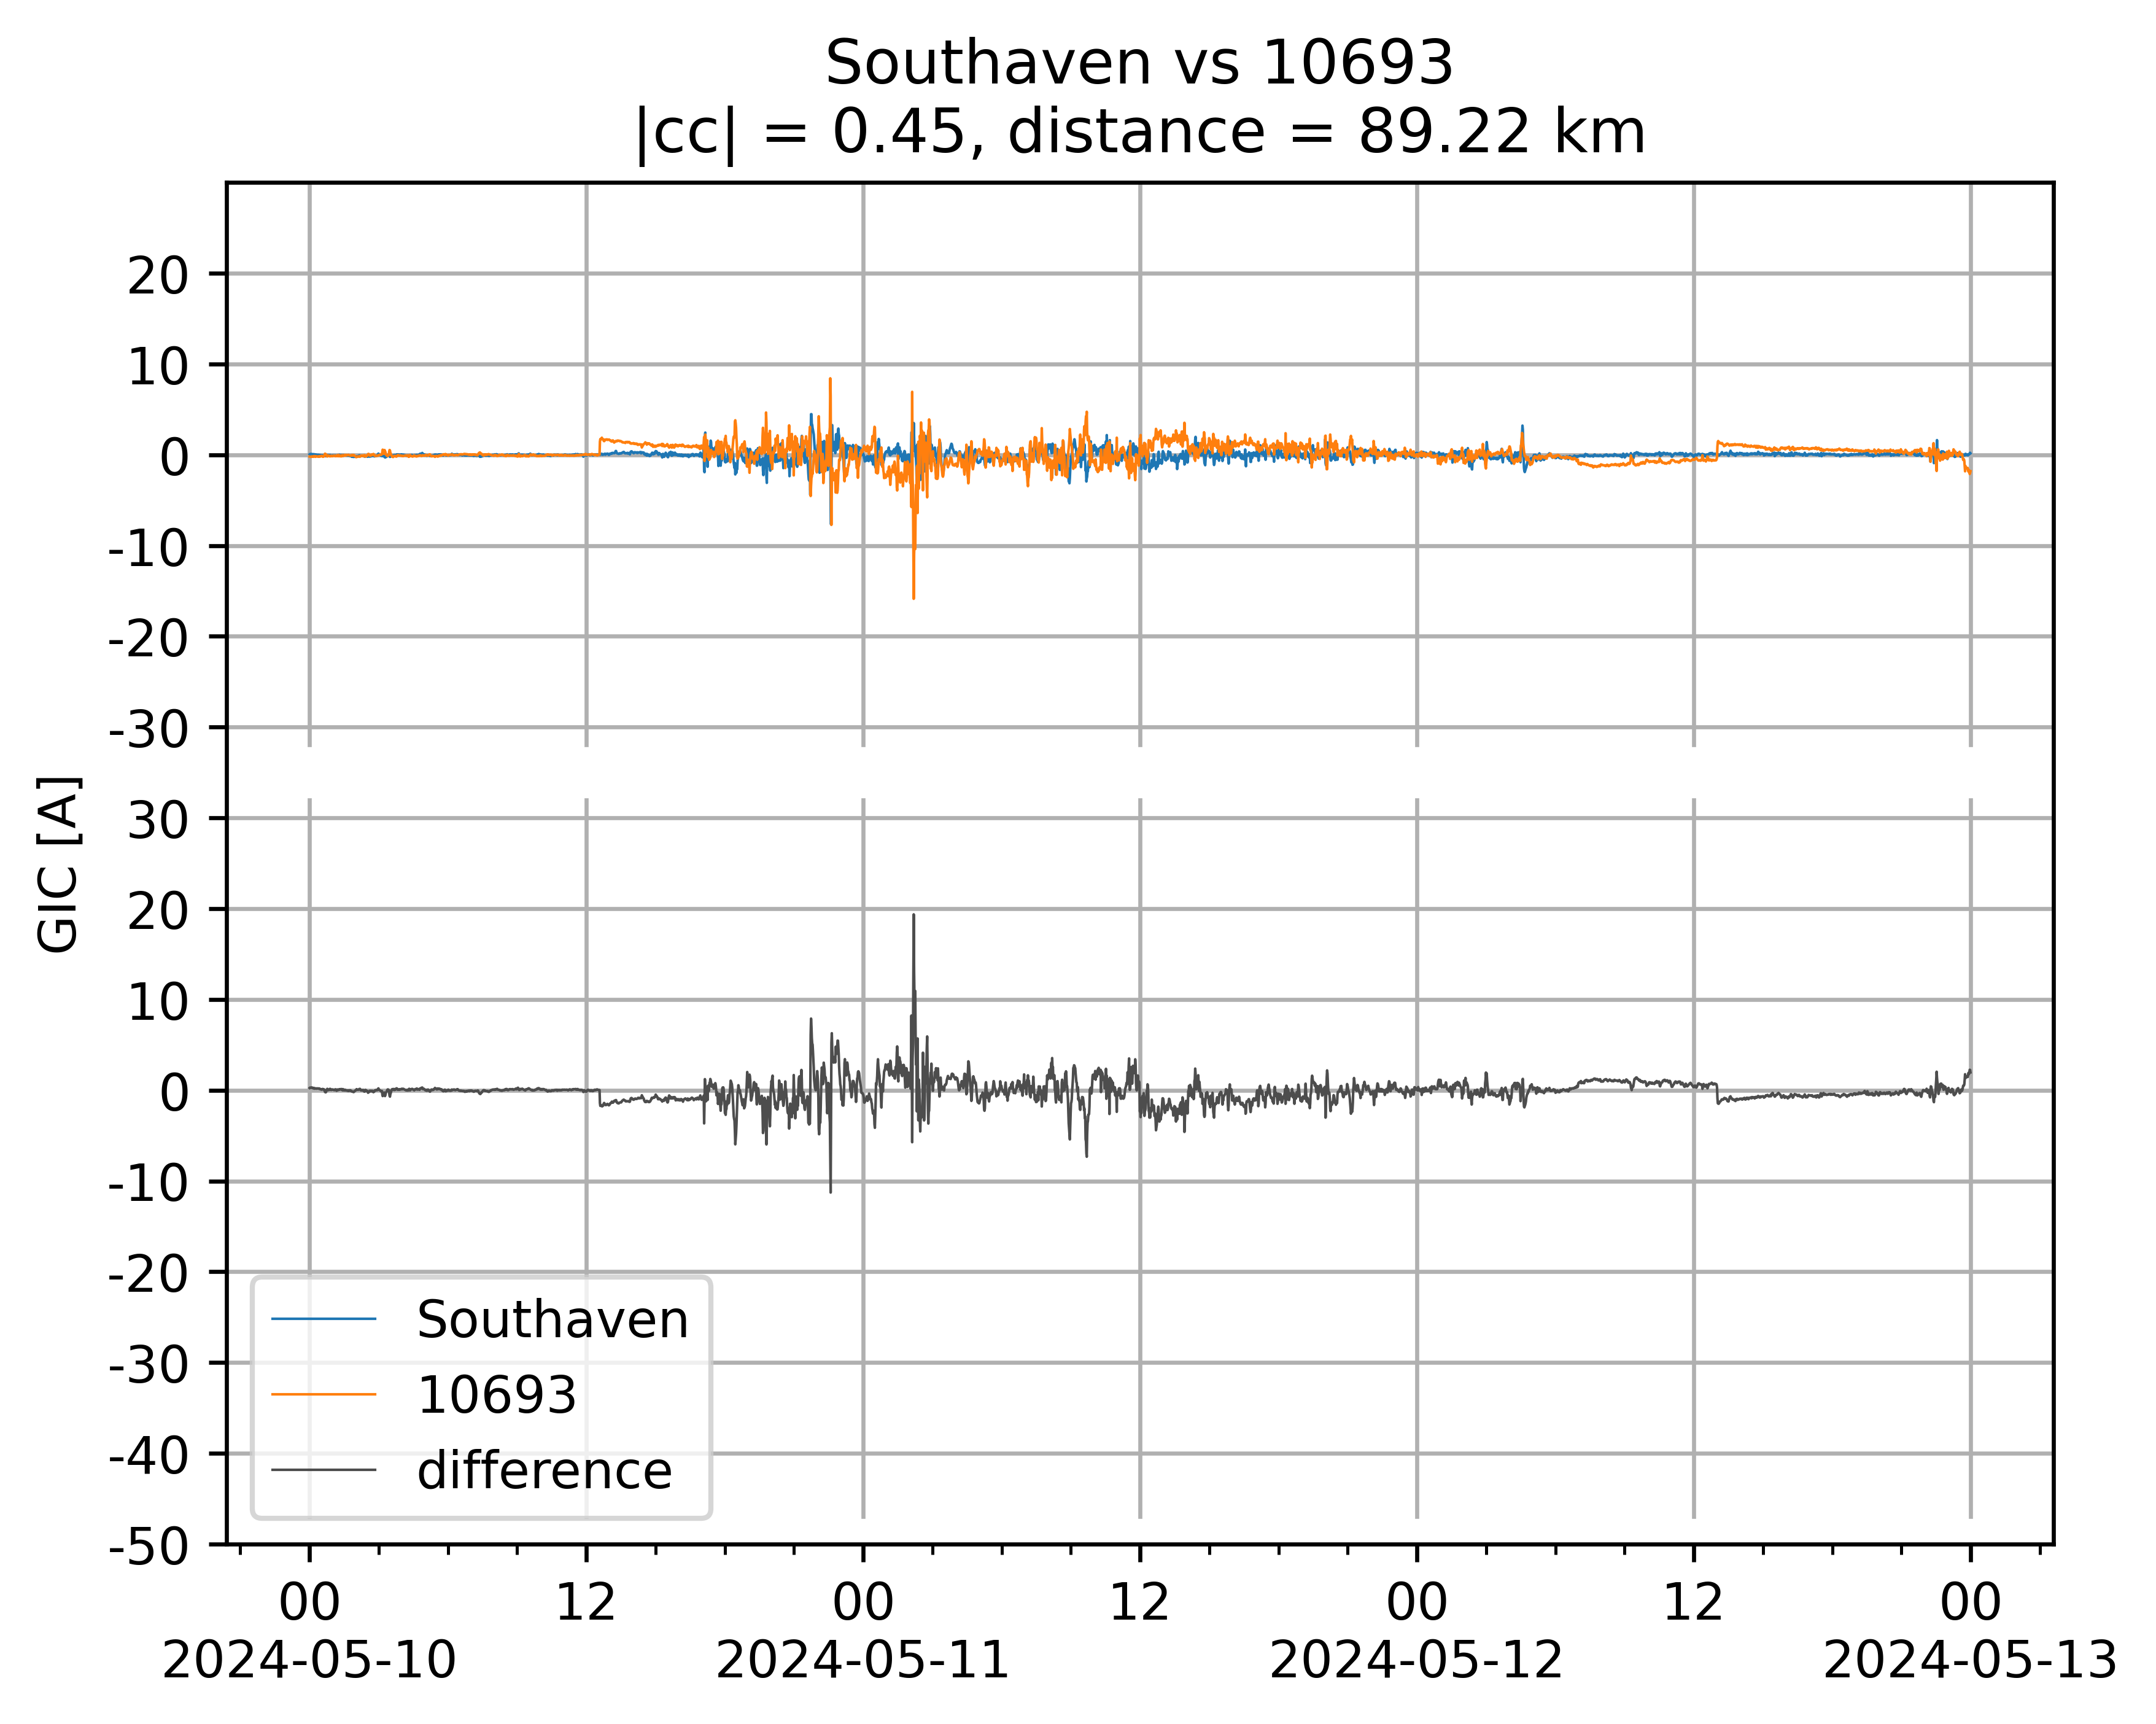 Southaven vs 10693
|cc| = 0.45, distance = 89.22 km
20
10
0
-10
-20
-30
30
20
10
0
-10
-20
-30
-40
-50
GIC [A]
Southaven
10693
difference
00 12 00 12 00 12 00
2024-05-10 2024-05-11 2024-05-12 2024-05-13